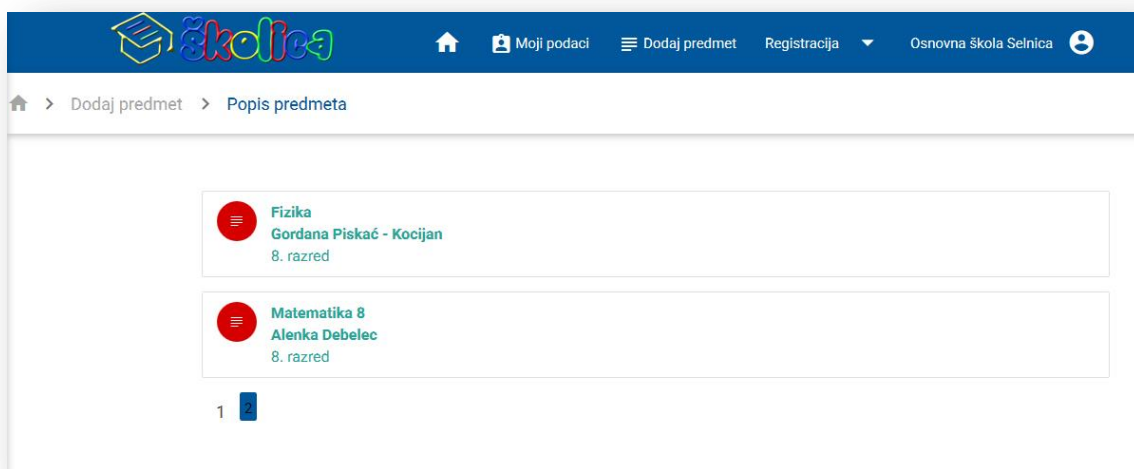 školica
Moji podaci
Dodaj predmet
Registracija
Osnovna škola Selnica
Dodaj predmet > Popis predmeta
Fizika
Gordana Piskać - Kocijan
8. razred
Matematika 8
Alenka Debelec
8. razred
1 2